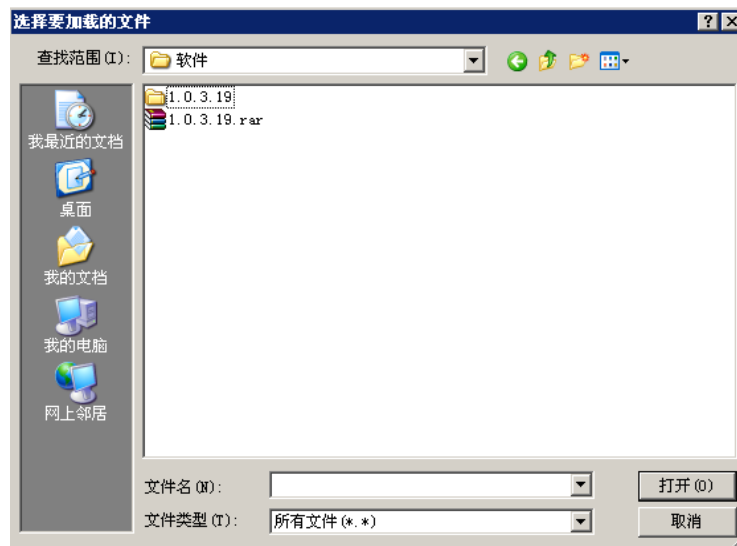 选择要加载的文件
查找范围(I):
软件
1.0.3.19
1.0.3.19.rar
我最近的文档
桌面
我的文档
我的电脑
网上邻居
文件名(N):
打开(O)
文件类型(T):
所有文件(*.*)
取消